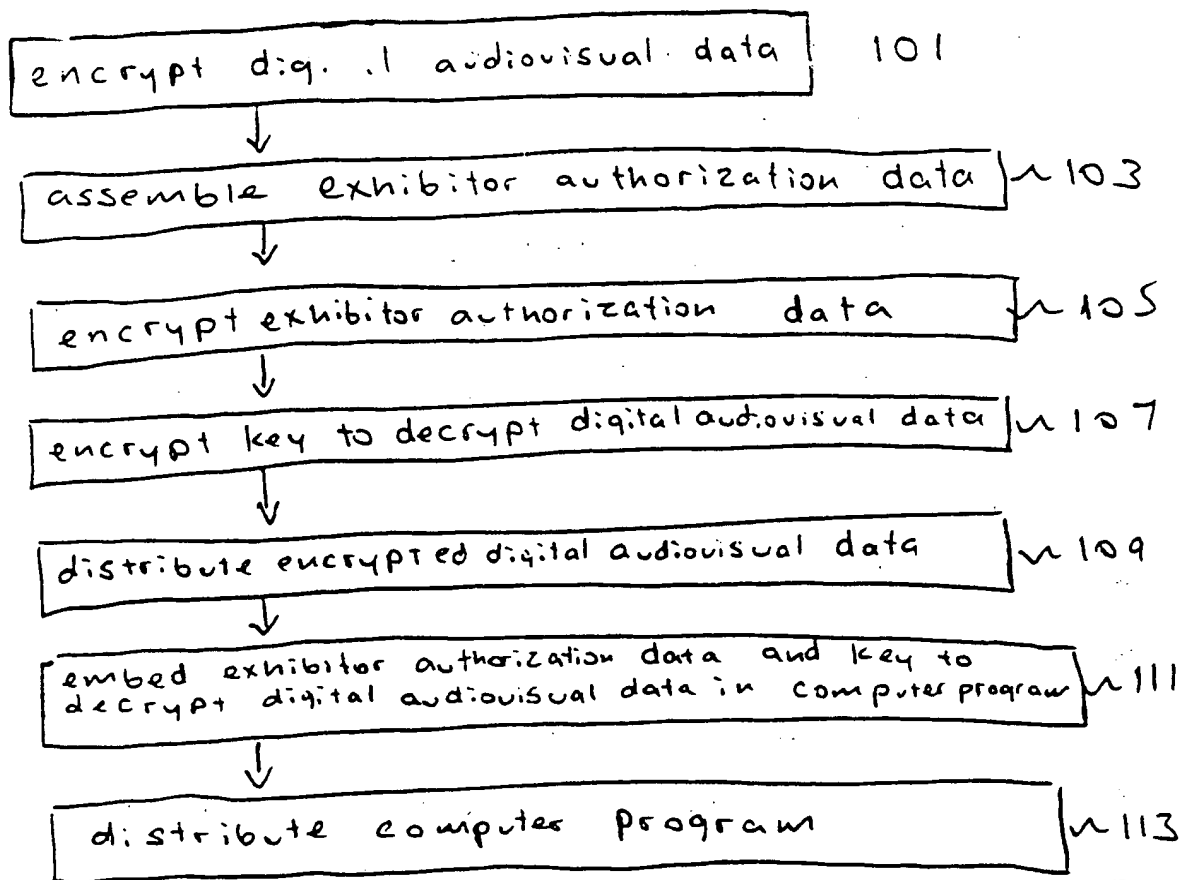 encrypt audiovisual data 101
assemble exhibitor authorization data 103
encrypt exhibitor authorization data 105
encrypt key to decrypt digital audiovisual data 107
distribute encrypted digital audiovisual data 109
embed exhibitor authorization data and key to
decrypt digital audiovisual data in computer program 111
distribute computer program 113